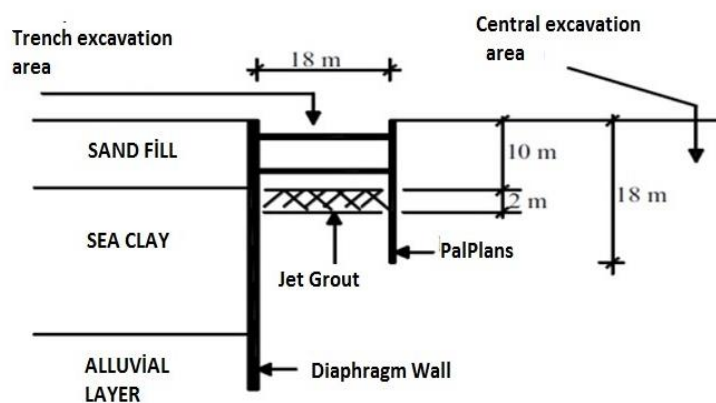 Trench excavation
area
18 m
Central excavation
area
SAND FİLL
10 m
2 m
18 m
SEA CLAY
PalPlans
Jet Grout
ALLUVİAL
LAYER
Diaphragm Wall